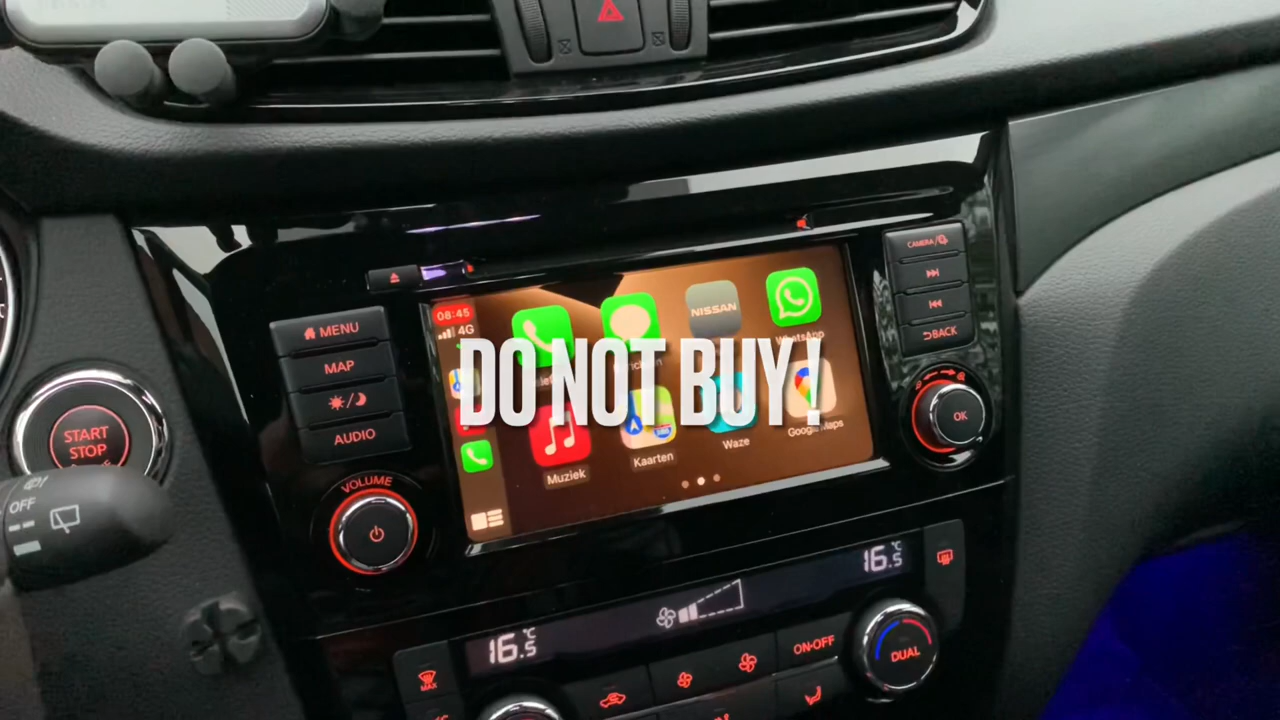 CAMERA/
MENU
MAP
AUDIO
08:45
4G
NISSAN
WhatsApp
DO NOT BUY!
Muziek
Kaarten
Waze
Google Maps
BACK
OK
START
STOP
OFF
VOLUME
16.5°C
16.5°C
MAX
ON·OFF
DUAL